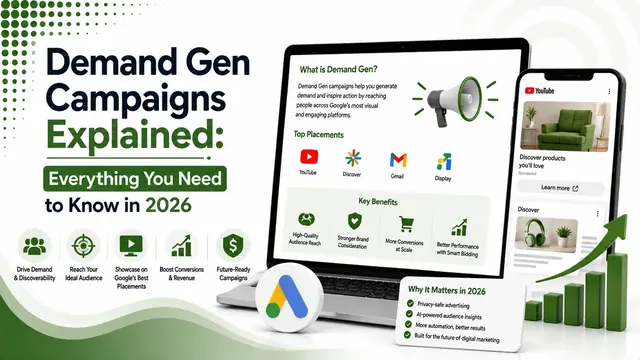 Demand Gen
Campaigns
Explained:
Everything You Need
to Know in 2026
Drive Demand
& Discoverability
Reach Your
Ideal Audience
Showcase on
Google's Best
Placements
Boost Conversions
& Revenue
Future-Ready
Campaigns
What is Demand Gen?
Demand Gen campaigns help you generate
demand and inspire action by reaching
people across Google's most visual
and engaging platforms.
Top Placements
YouTube
Discover
Gmail
Display
Key Benefits
High-Quality
Audience Reach
Stronger Brand
Consideration
More Conversions
at Scale
Better Performance
with Smart Bidding
YouTube
Discover products
you'll love
Sponsored
Learn more
Discover
Why It Matters in 2026
Privacy-safe advertising
AI-powered audience insights
More automation, better results
Built for the future of digital marketing